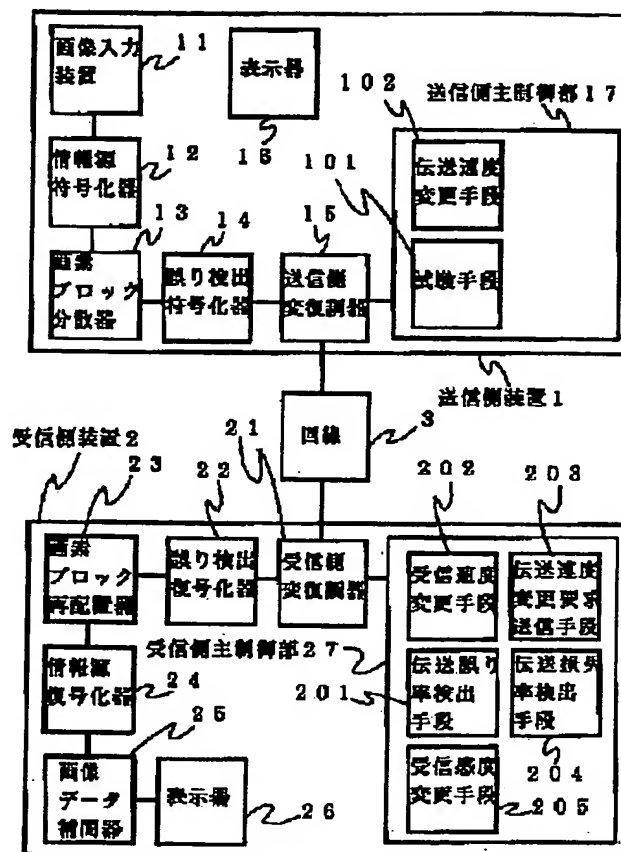 画像入力
装置
11
表示器
16
102
送信側主制御部17
伝送速度
変更手段
情報源
符号化器
12
101
試験手段
13
14
15
画素
ブロック
分散器
誤り検出
符号化器
送信側
変復調器
送信側装置1
回線
3
受信側装置2
23
22
21
202
203
画素
ブロック
再配置器
誤り検出
復号化器
受信側
変復調器
受信速度
変更手段
伝送速度
変更要求
送信手段
受信側主制御部27
情報源
復号化器
24
201
伝送誤り
率検出
手段
伝送損失
率検出
手段
204
25
画像
データ
補間器
表示器
26
受信感度
変更手段
205